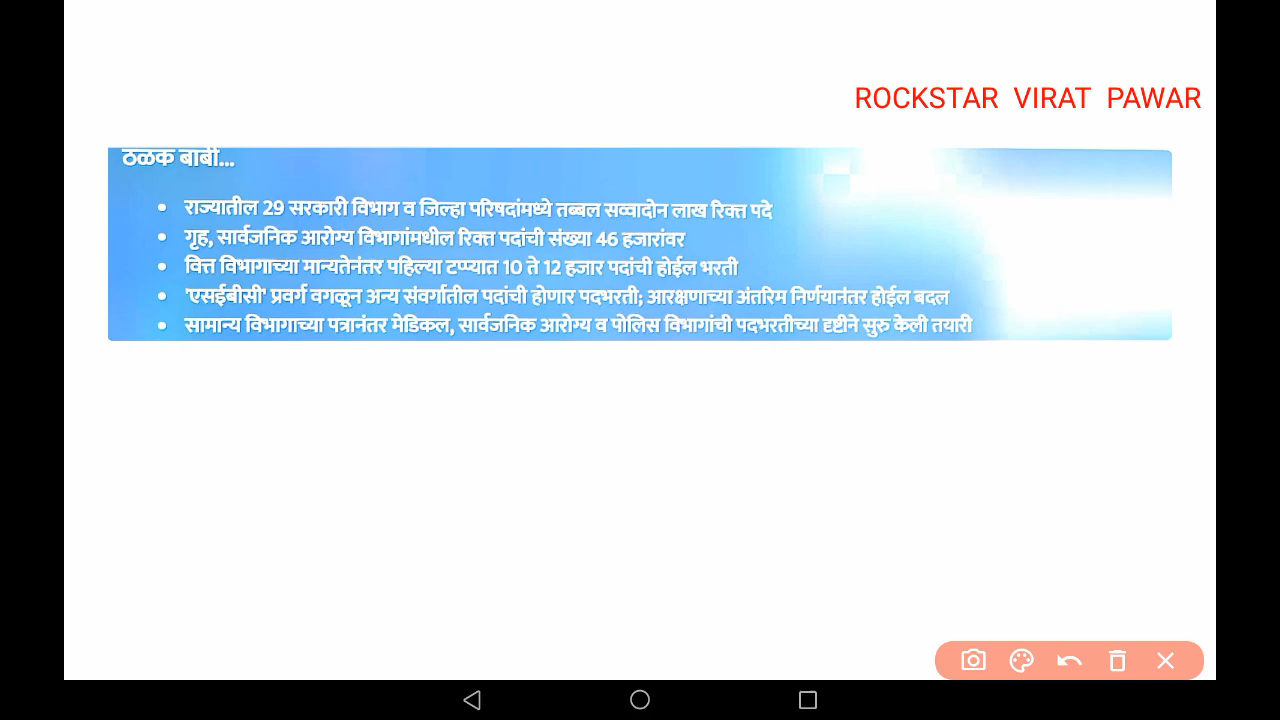 ROCKSTAR VIRAT PAWAR
ठळक बाबी...
• राज्यातील 29 सरकारी विभाग व जिल्हा परिषदांमध्ये तब्बल सव्वादोन लाख रिक्त पदे
• गृह, सार्वजनिक आरोग्य विभागांमधील रिक्त पदांची संख्या 46 हजारांवर
• वित्त विभागाच्या मान्यतेनंतर पहिल्या टप्प्यात 10 ते 12 हजार पदांची होईल भरती
• 'एसईबीसी' प्रवर्ग वगळून अन्य संवर्गातील पदांची होणार पदभरती; आरक्षणाच्या अंतरिम निर्णयानंतर होईल बदल
• सामान्य विभागाच्या पत्रानंतर मेडिकल, सार्वजनिक आरोग्य व पोलिस विभागांची पदभरतीच्या दृष्टीने सुरु केली तयारी